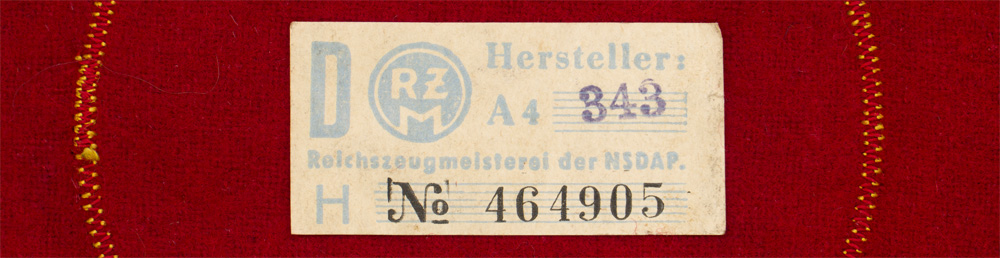 D RZM Hersteller:
A4 343
Reichszeugmeisterei der NSDAP.
H № 464905